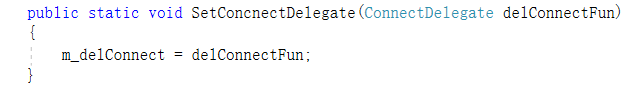 public static void SetConcnectDelegate(ConnectDelegate delConnectFun)
{
m_delConnect = delConnectFun;
}